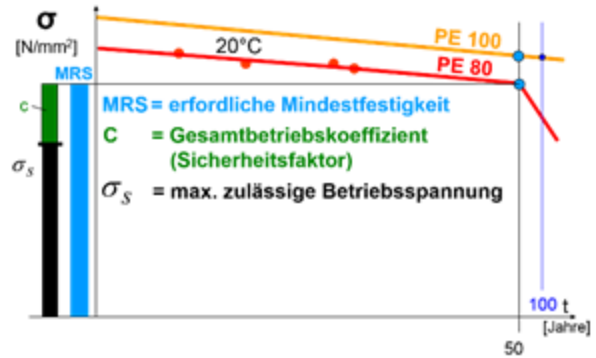 σ
[N/mm²]
PE 100
20°C
PE 80
MRS
MRS = erfordliche Mindestfestigkeit
C
C = Gesamtbetriebskoeffizient
(Sicherheitsfaktor)
σs
σs = max. zulässige Betriebsspannung
100 t
[Jahre]
50